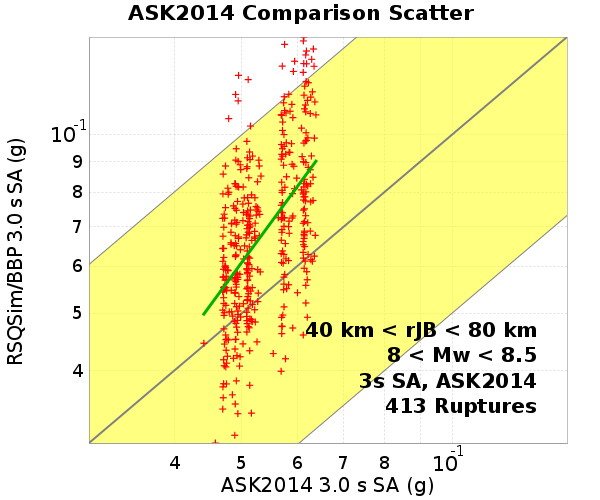 ASK2014 Comparison Scatter
RSQSim/BBP 3.0 s SA (g)
10-1
9
8
7
6
5
4
40 km < rJB < 80 km
8 < Mw < 8.5
3s SA, ASK2014
413 Ruptures
4 5 6 7 8 10-1
ASK2014 3.0 s SA (g)